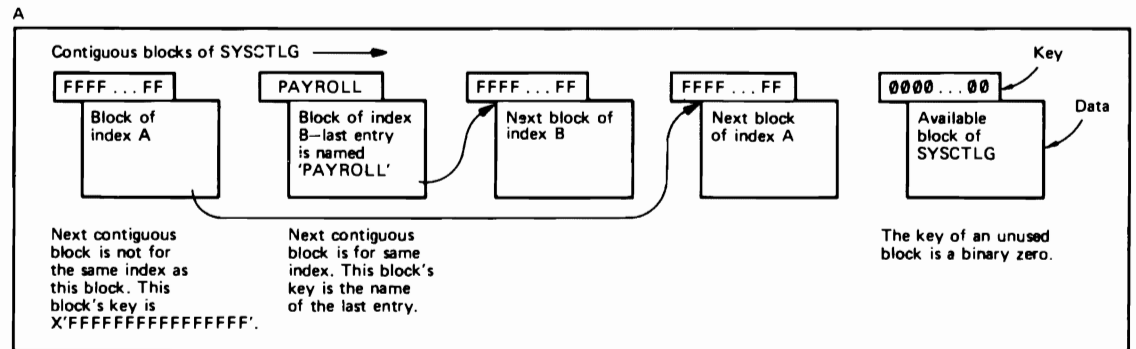 A
Contiguous blocks of SYSCTLG
Key
FFFF ... FF
PAYROLL
FFFF ... FF
FFFF ... FF
0000 ... 00
Data
Block of
index A
Block of index
B—last entry
is named
'PAYROLL'
Next block of
index B
Next block
of index A
Available
block of
SYSCTLG
Next contiguous
block is not for
the same index as
this block. This
block's key is
X'FFFFFFFFFFFFFFFF'.
Next contiguous
block is for same
index. This block's
key is the name
of the last entry.
The key of an unused
block is a binary zero.